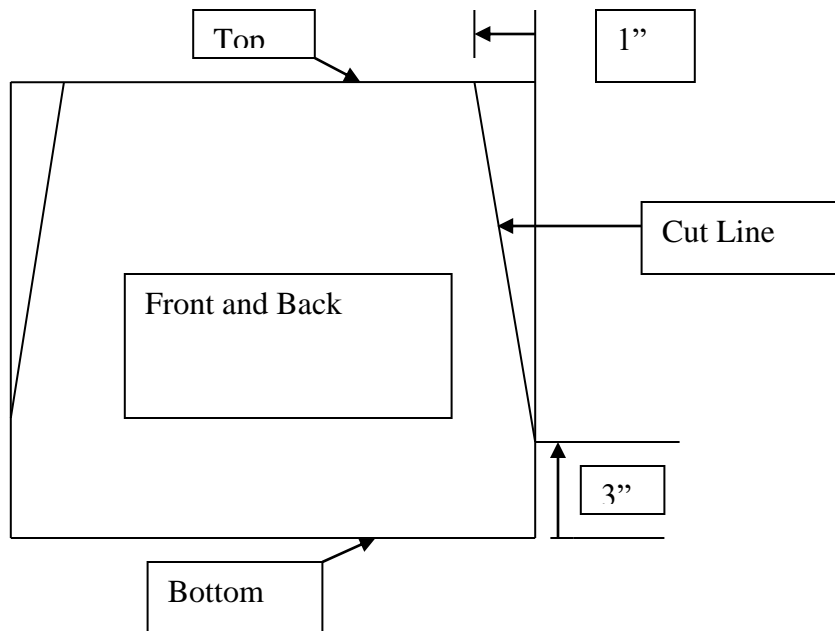 Top
1”
Cut Line
Front and Back
3”
Bottom